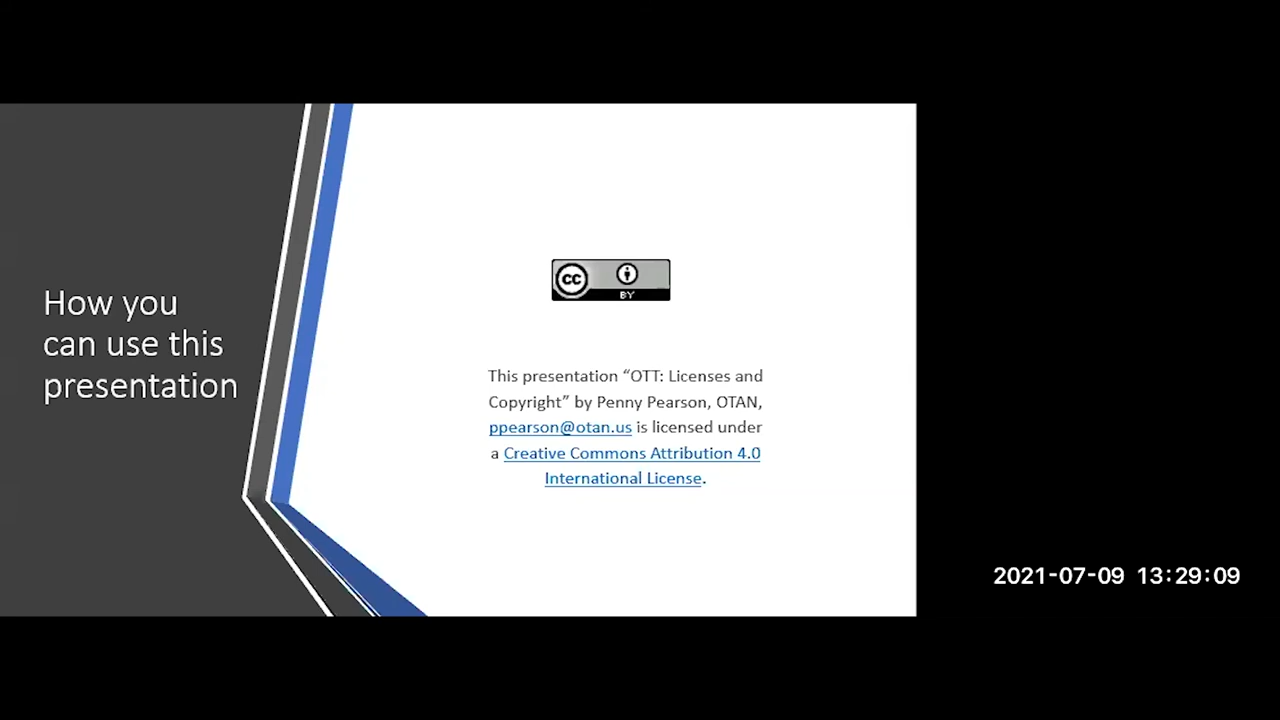 How you
can use this
presentation
CC
BY
This presentation “OTT: Licenses and
Copyright” by Penny Pearson, OTAN,
ppearson@otan.us is licensed under
a Creative Commons Attribution 4.0
International License.
2021-07-09 13:29:09